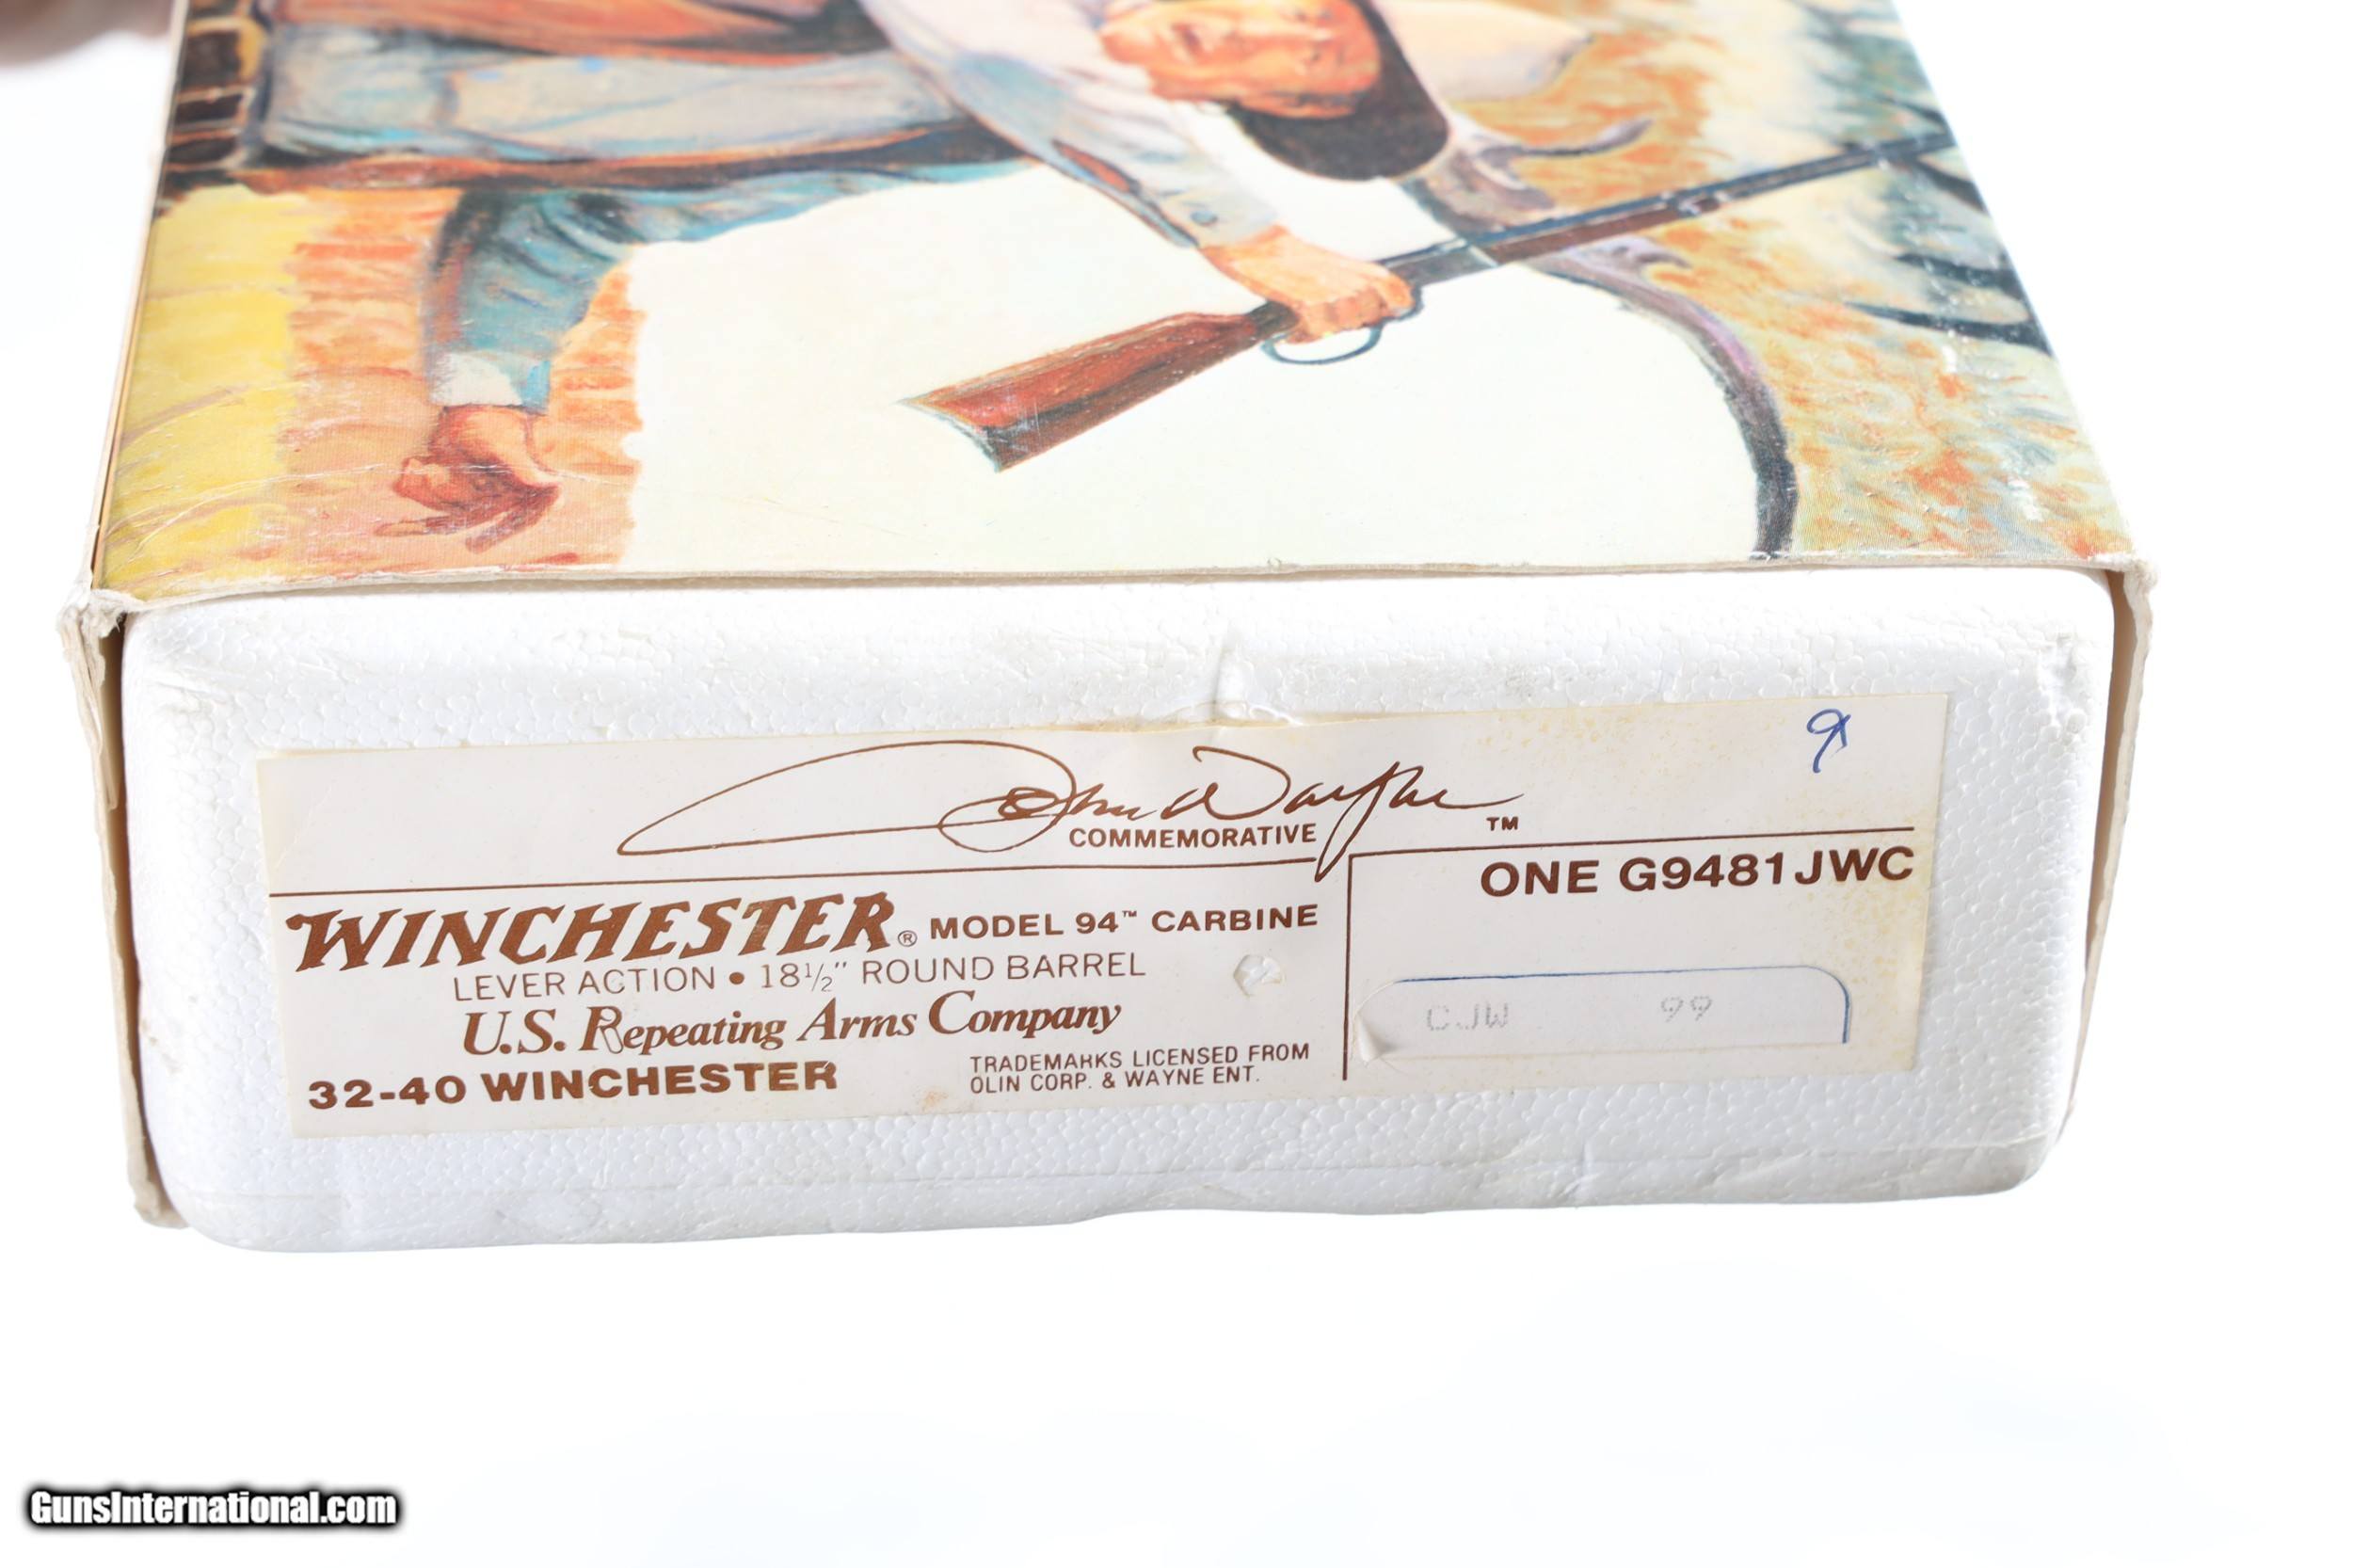 John Wayne
COMMEMORATIVE
TM
9
ONE G9481JWC
WINCHESTER® MODEL 94™ CARBINE
LEVER ACTION • 18½" ROUND BARREL
U.S. Repeating Arms Company
32-40 WINCHESTER
TRADEMARKS LICENSED FROM
OLIN CORP. & WAYNE ENT.
CJW 99
GunsInternational.com